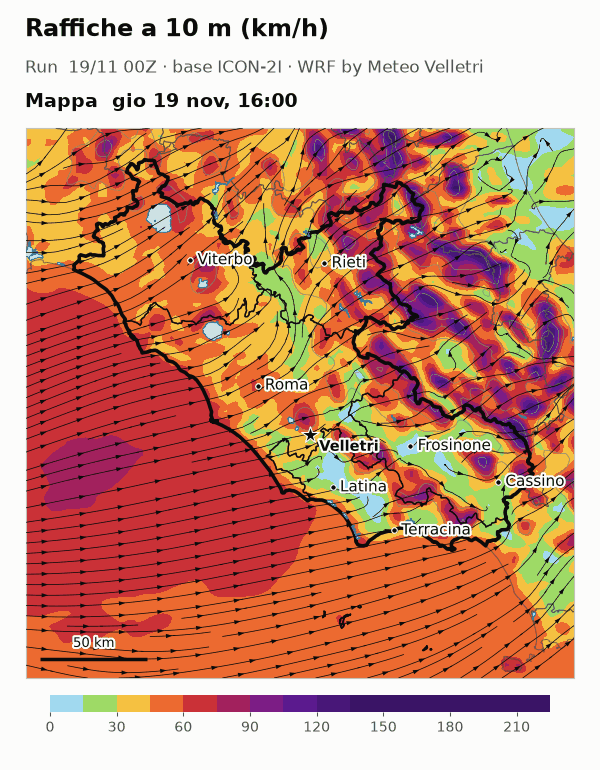 Raffiche a 10 m (km/h)
Run  19/11 00Z · base ICON-2I · WRF by Meteo Velletri
Mappa  gio 19 nov, 16:00
Viterbo
Rieti
Roma
Velletri
Frosinone
Cassino
Latina
Terracina
50 km
0 30 60 90 120 150 180 210